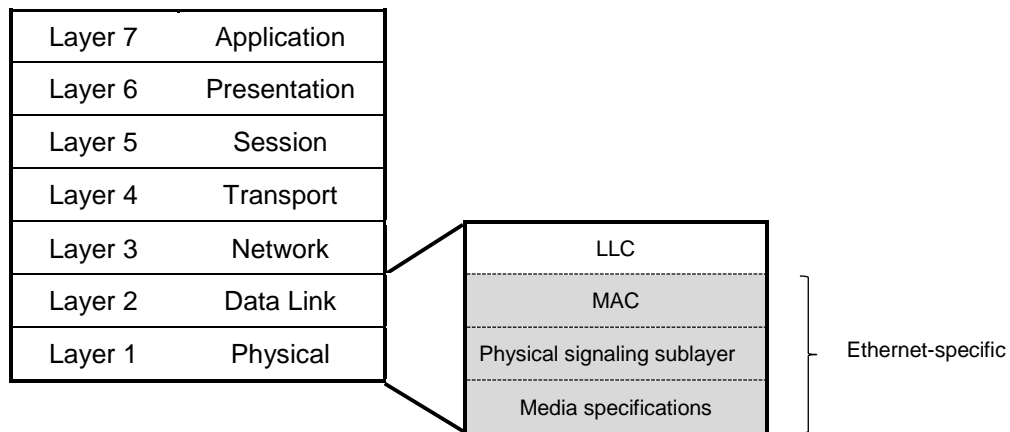 Layer 7 Application
Layer 6 Presentation
Layer 5 Session
Layer 4 Transport
Layer 3 Network
Layer 2 Data Link
Layer 1 Physical
LLC
MAC
Physical signaling sublayer
Media specifications
Ethernet-specific